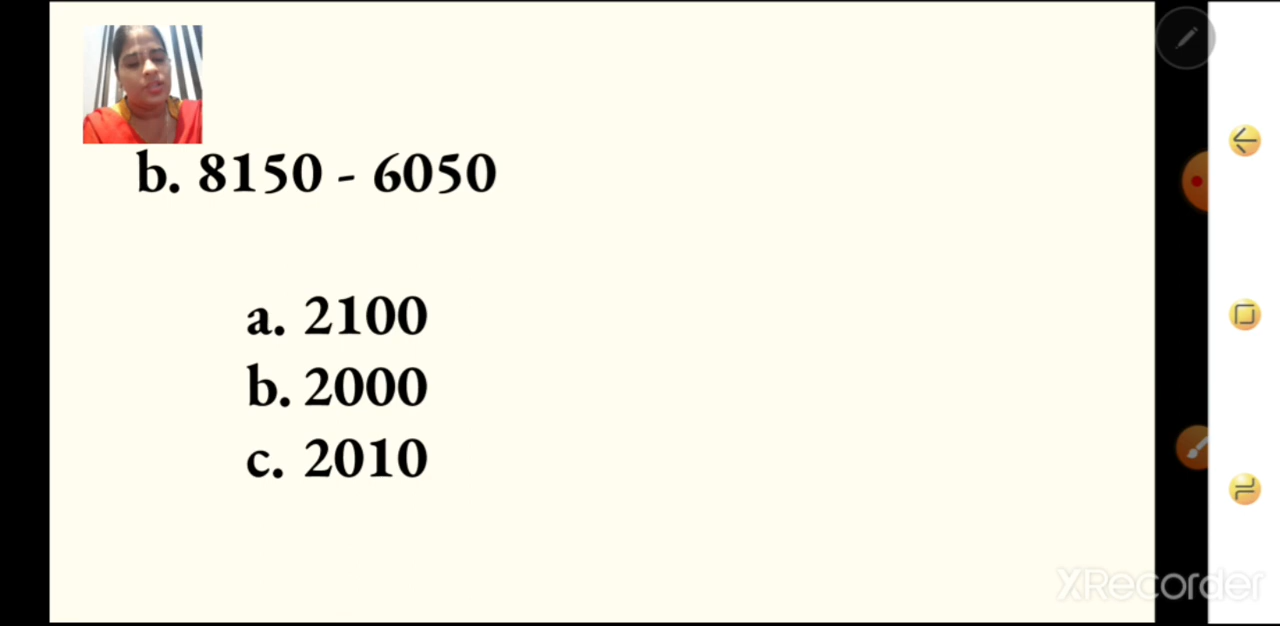 b. 8150 - 6050
a. 2100
b. 2000
c. 2010
XRecorder